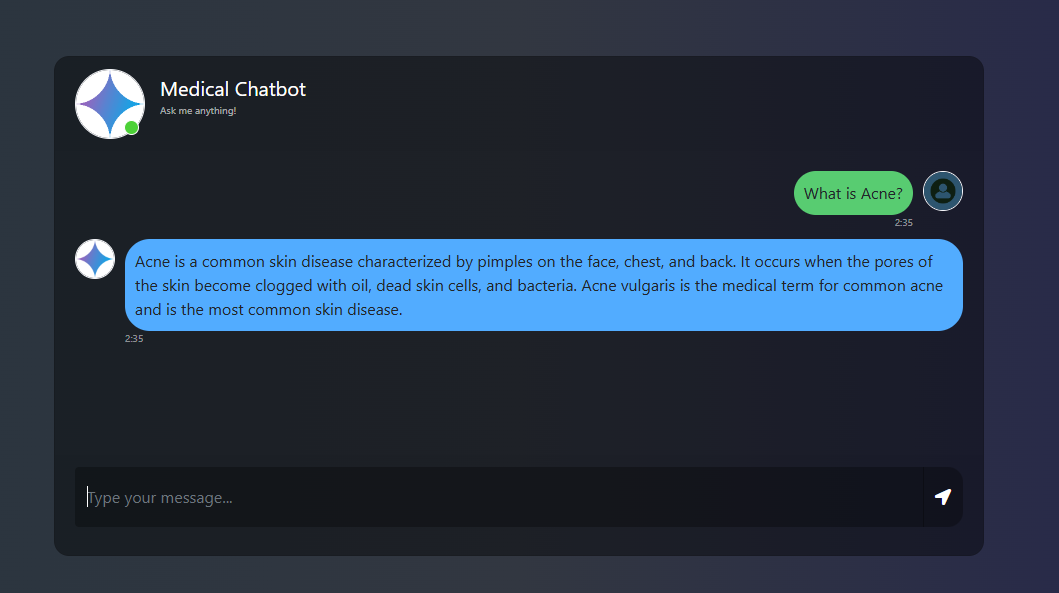 Medical Chatbot
Ask me anything!
What is Acne?
2:35
Acne is a common skin disease characterized by pimples on the face, chest, and back. It occurs when the pores of
the skin become clogged with oil, dead skin cells, and bacteria. Acne vulgaris is the medical term for common acne
and is the most common skin disease.
2:35
Type your message...